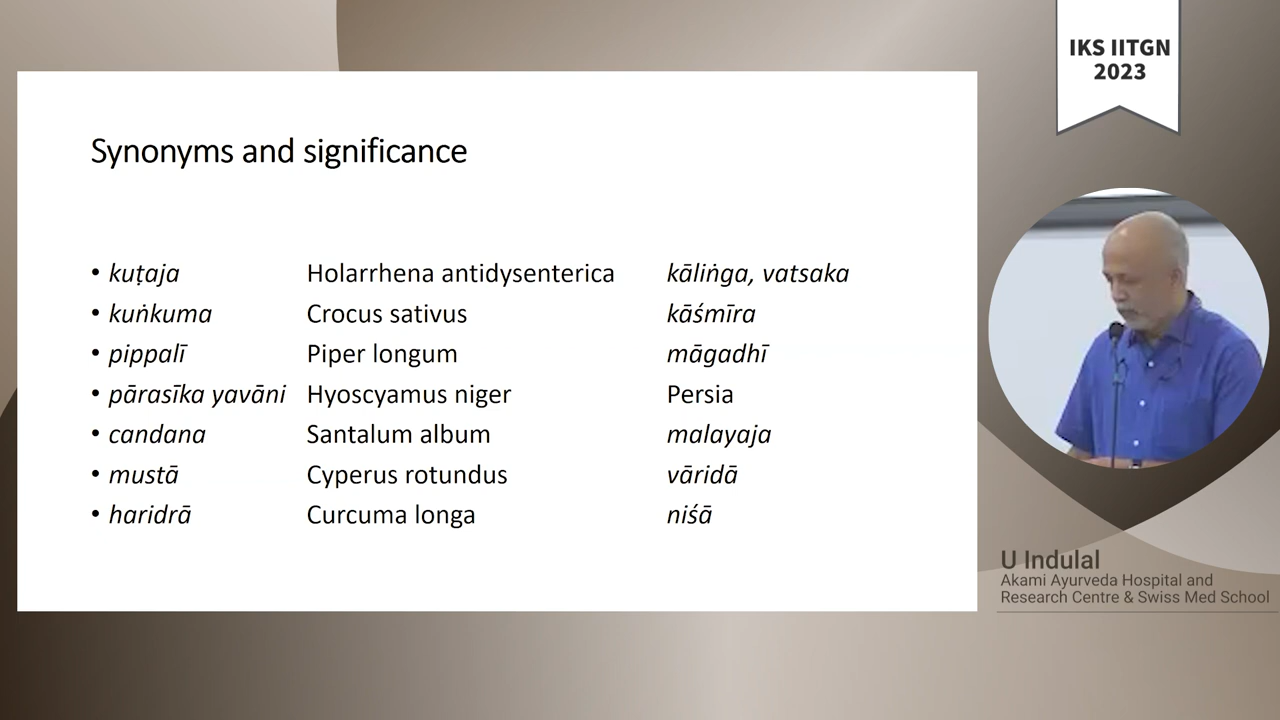 IKS IITGN
2023
Synonyms and significance
• kuṭaja Holarrhena antidysenterica kāliṅga, vatsaka
• kuṅkuma Crocus sativus kāśmīra
• pippalī Piper longum māgadhī
• pārasīka yavāni Hyoscyamus niger Persia
• candana Santalum album malayaja
• mustā Cyperus rotundus vāridā
• haridrā Curcuma longa niśā
U Indulal
Akami Ayurveda Hospital and
Research Centre & Swiss Med School